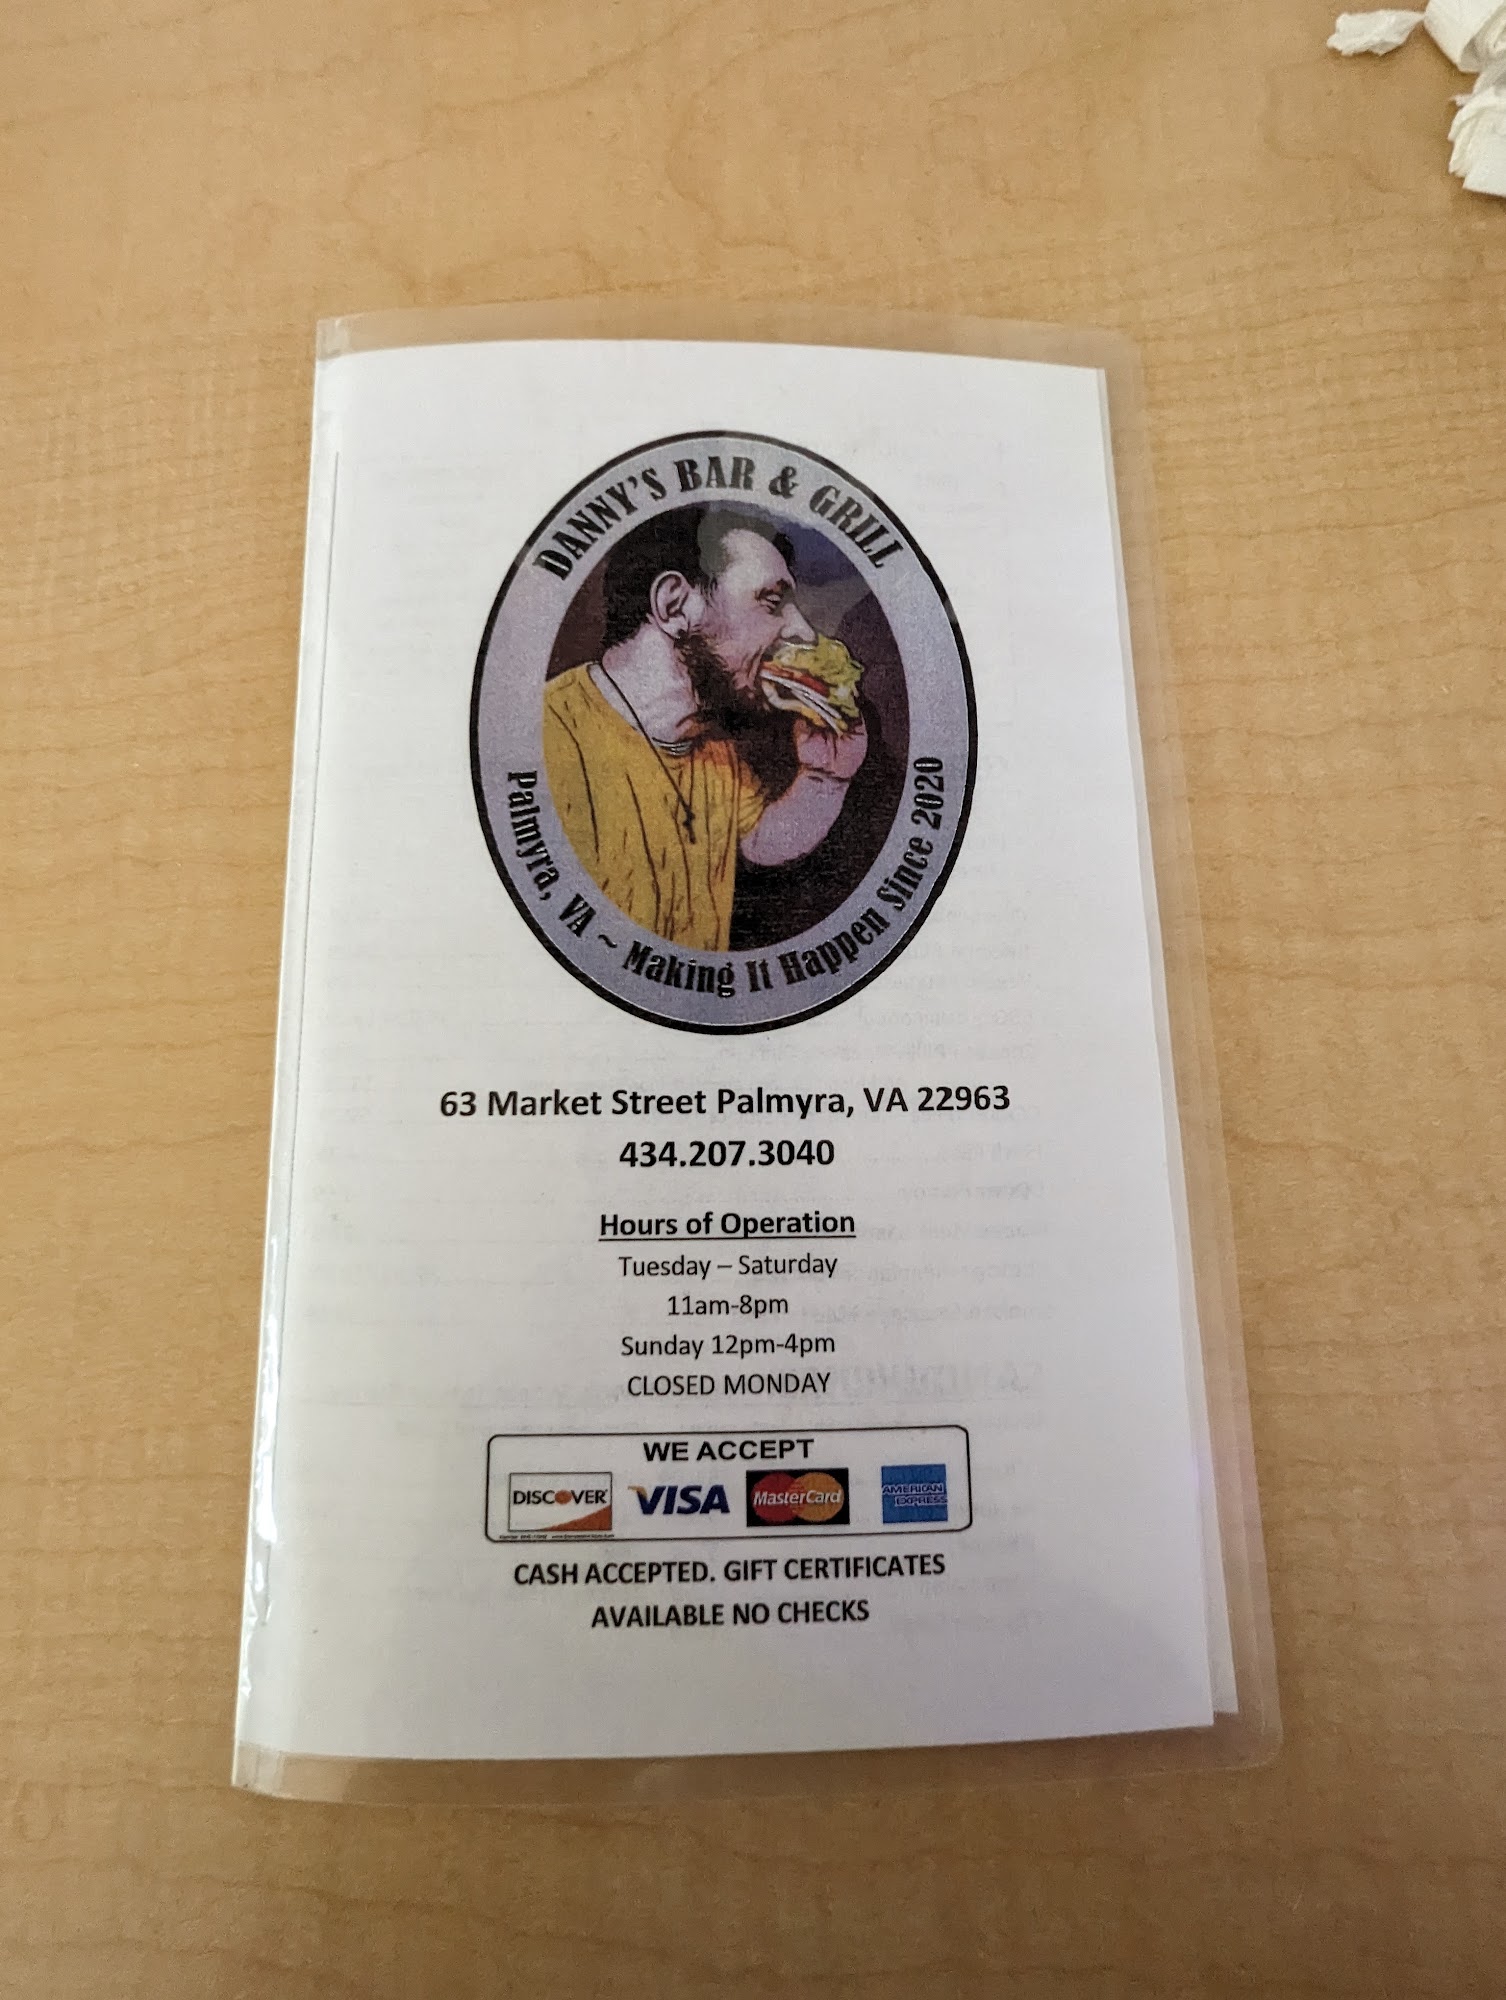 DANNY'S BAR & GRILL
Palmyra, VA ~ Making It Happen Since 2020
63 Market Street Palmyra, VA 22963
434.207.3040
Hours of Operation
Tuesday – Saturday
11am-8pm
Sunday 12pm-4pm
CLOSED MONDAY
WE ACCEPT
DISCOVER VISA MasterCard AMERICAN EXPRESS
CASH ACCEPTED. GIFT CERTIFICATES
AVAILABLE NO CHECKS